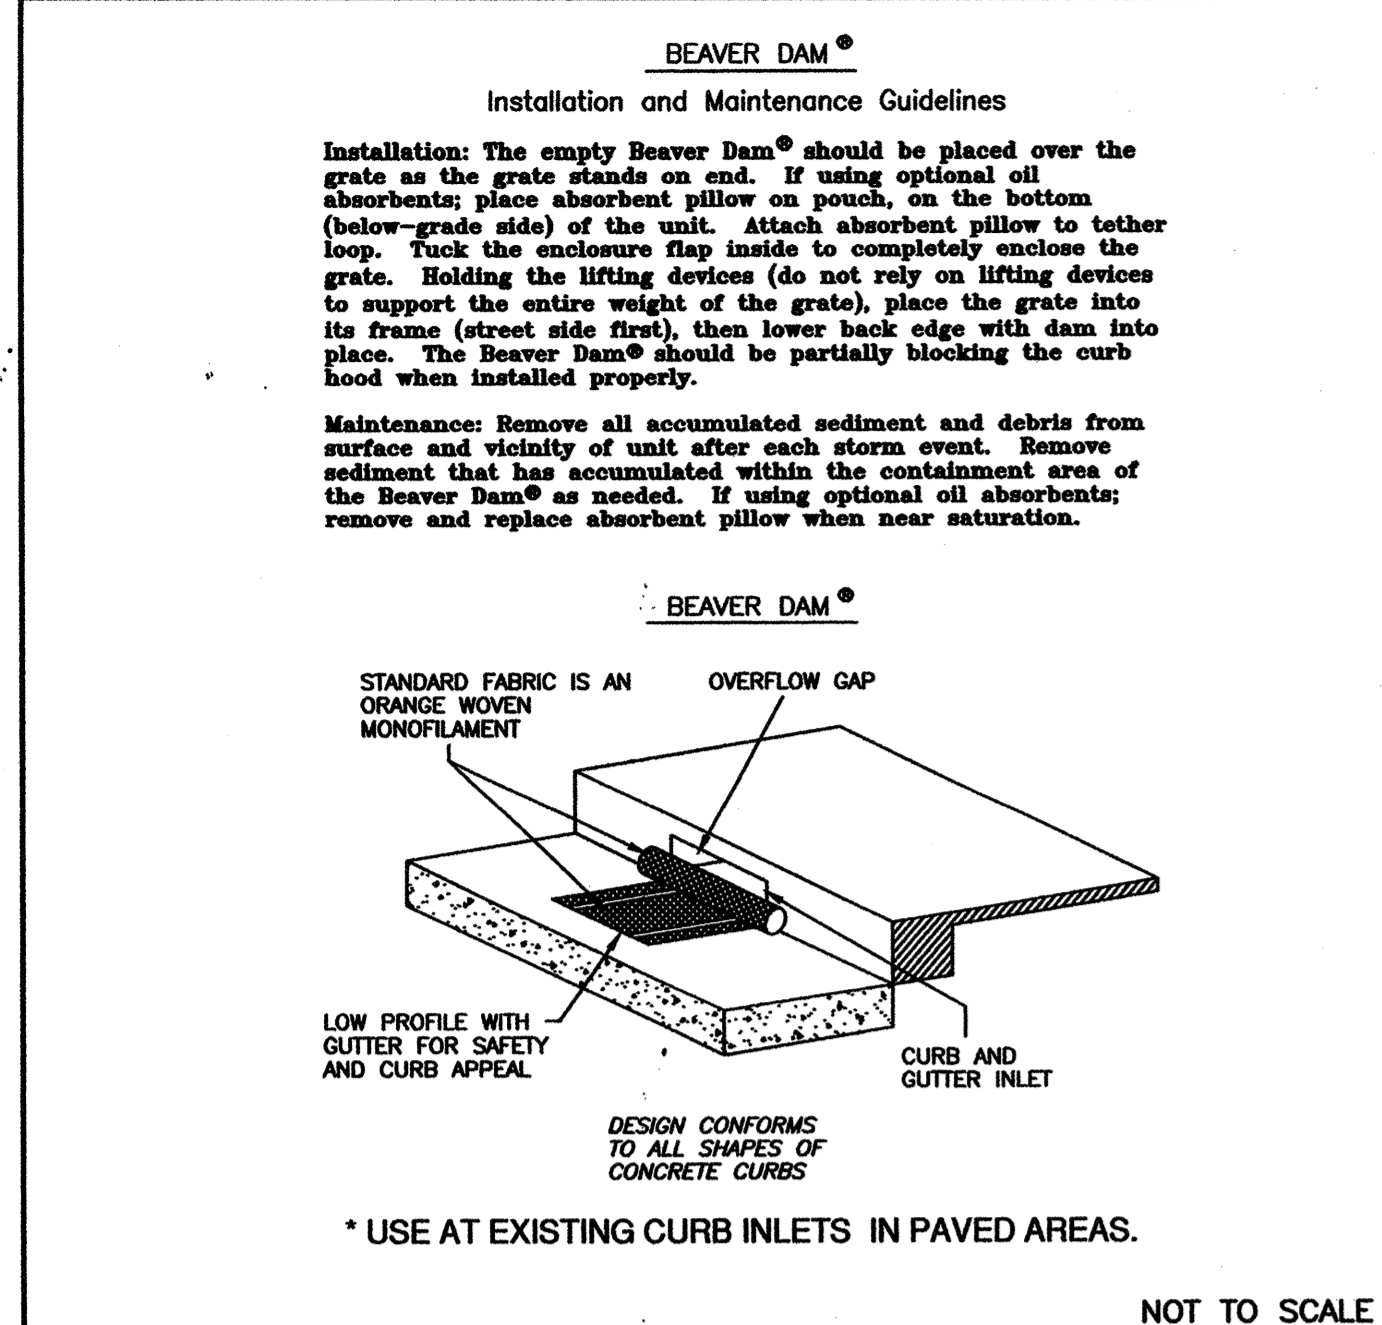 BEAVER DAM®
Installation and Maintenance Guidelines
Installation: The empty Beaver Dam® should be placed over the
grate as the grate stands on end. If using optional oil
absorbents; place absorbent pillow on pouch, on the bottom
(below-grade side) of the unit. Attach absorbent pillow to tether
loop. Tuck the enclosure flap inside to completely enclose the
grate. Holding the lifting devices (do not rely on lifting devices
to support the entire weight of the grate), place the grate into
its frame (street side first), then lower back edge with dam into
place. The Beaver Dam® should be partially blocking the curb
hood when installed properly.
Maintenance: Remove all accumulated sediment and debris from
surface and vicinity of unit after each storm event. Remove
sediment that has accumulated within the containment area of
the Beaver Dam® as needed. If using optional oil absorbents;
remove and replace absorbent pillow when near saturation.
BEAVER DAM®
STANDARD FABRIC IS AN
ORANGE WOVEN
MONOFILAMENT
OVERFLOW GAP
LOW PROFILE WITH
GUTTER FOR SAFETY
AND CURB APPEAL
CURB AND
GUTTER INLET
DESIGN CONFORMS
TO ALL SHAPES OF
CONCRETE CURBS
* USE AT EXISTING CURB INLETS IN PAVED AREAS.
NOT TO SCALE